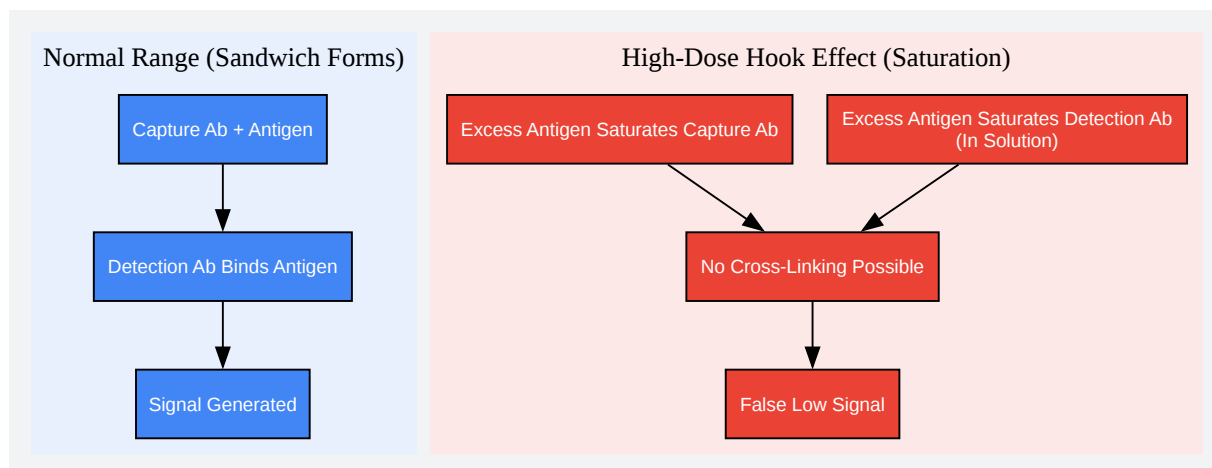 Normal Range (Sandwich Forms)
Capture Ab + Antigen
Detection Ab Binds Antigen
Signal Generated
High-Dose Hook Effect (Saturation)
Excess Antigen Saturates Capture Ab
Excess Antigen Saturates Detection Ab
(In Solution)
No Cross-Linking Possible
False Low Signal